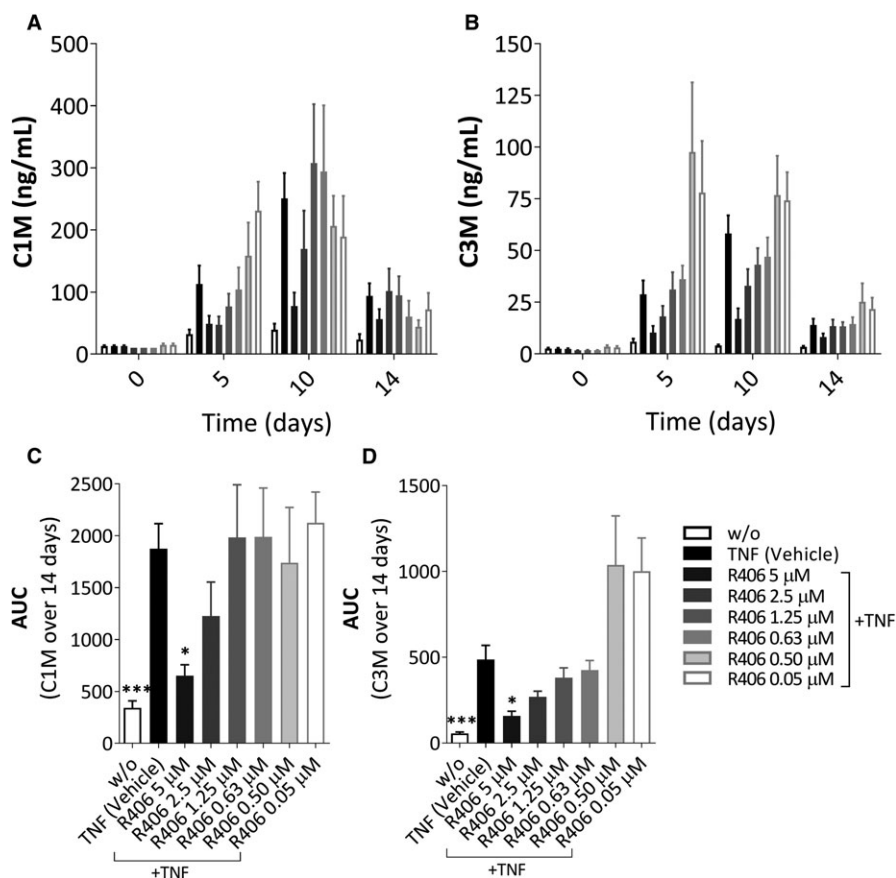 A
C1M (ng/mL)
500
400
300
200
100
0
0
5
10
14
Time (days)
B
C3M (ng/mL)
150
125
100
75
50
25
0
0
5
10
14
Time (days)
C
AUC
(C1M over 14 days)
2500
2000
1500
1000
500
0
***
*
w/o
TNF (Vehicle)
R406 5 μM
R406 2.5 μM
R406 1.25 μM
R406 0.63 μM
R406 0.50 μM
R406 0.05 μM
+TNF
D
AUC
(C3M over 14 days)
1500
1000
500
0
***
*
w/o
TNF (Vehicle)
R406 5 μM
R406 2.5 μM
R406 1.25 μM
R406 0.63 μM
R406 0.50 μM
R406 0.05 μM
+TNF
w/o
TNF (Vehicle)
R406 5 μM
R406 2.5 μM
R406 1.25 μM
R406 0.63 μM
R406 0.50 μM
R406 0.05 μM
+TNF